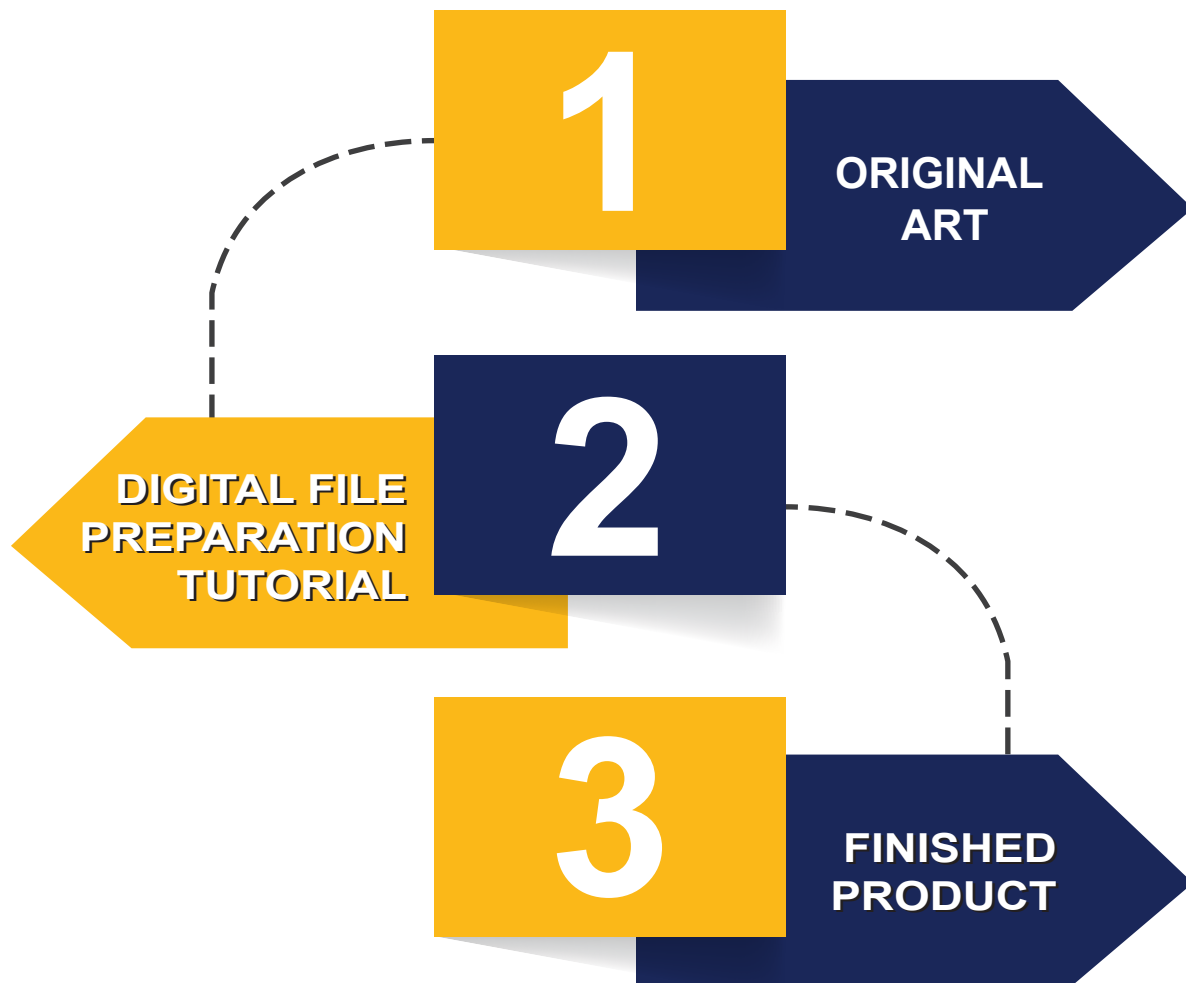 1
ORIGINAL
ART
2
DIGITAL FILE
PREPARATION
TUTORIAL
3
FINISHED
PRODUCT